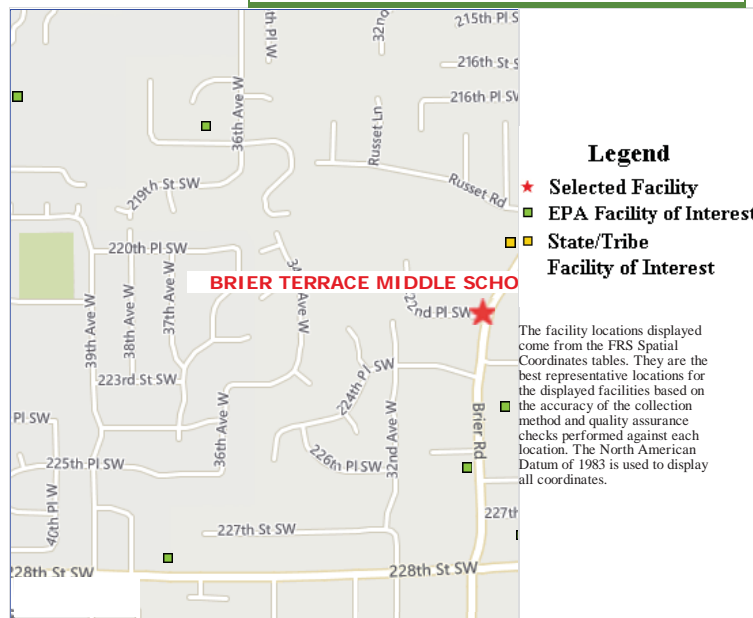 th Pl W
32nd
215th Pl S
216th St S
36th Ave W
216th Pl SW
Russet Ln
219th St SW
Russet Rd
220th Pl SW
BRIER TERRACE MIDDLE SCHO
37th Ave W
38th Ave W
39th Ave W
22nd Pl SW
223rd St SW
224th Pl SW
Pl SW
36th Ave W
32nd Ave W
Brier Rd
225th Pl SW
226th Pl SW
40th Pl W
227th St SW
227th
228th St SW
228th St SW
Legend
Selected Facility
EPA Facility of Interest
State/Tribe
Facility of Interest
The facility locations displayed
come from the FRS Spatial
Coordinates tables. They are the
best representative locations for
the displayed facilities based on
the accuracy of the collection
method and quality assurance
checks performed against each
location. The North American
Datum of 1983 is used to display
all coordinates.